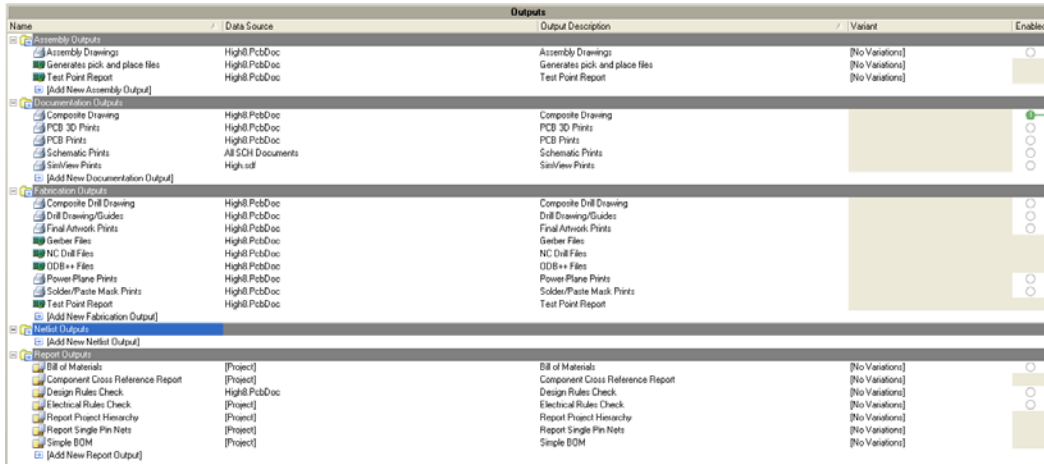 Outputs
Name / Data Source Output Description / Variant Enabled
Assembly Outputs
Assembly Drawings High8.PcbDoc Assembly Drawings [No Variations]
Generates pick and place files High8.PcbDoc Generates pick and place files [No Variations]
Test Point Report High8.PcbDoc Test Point Report [No Variations]
[Add New Assembly Output]
Documentation Outputs
Composite Drawing High8.PcbDoc Composite Drawing 1
PCB 3D Prints High8.PcbDoc PCB 3D Prints
PCB Prints High8.PcbDoc PCB Prints
Schematic Prints All SCH Documents Schematic Prints
SimView Prints High.sdf SimView Prints
[Add New Documentation Output]
Fabrication Outputs
Composite Drill Drawing High8.PcbDoc Composite Drill Drawing
Drill Drawing/Guides High8.PcbDoc Drill Drawing/Guides
Final Artwork Prints High8.PcbDoc Final Artwork Prints
Gerber Files High8.PcbDoc Gerber Files
NC Drill Files High8.PcbDoc NC Drill Files
ODB++ Files High8.PcbDoc ODB++ Files
Power-Plane Prints High8.PcbDoc Power-Plane Prints
Solder/Paste Mask Prints High8.PcbDoc Solder/Paste Mask Prints
Test Point Report High8.PcbDoc Test Point Report
[Add New Fabrication Output]
Netlist Outputs
[Add New Netlist Output]
Report Outputs
Bill of Materials [Project] Bill of Materials [No Variations]
Component Cross Reference Report [Project] Component Cross Reference Report [No Variations]
Design Rules Check High8.PcbDoc Design Rules Check [No Variations]
Electrical Rules Check [Project] Electrical Rules Check [No Variations]
Report Project Hierarchy [Project] Report Project Hierarchy [No Variations]
Report Single Pin Nets [Project] Report Single Pin Nets [No Variations]
Simple BOM [Project] Simple BOM [No Variations]
[Add New Report Output]